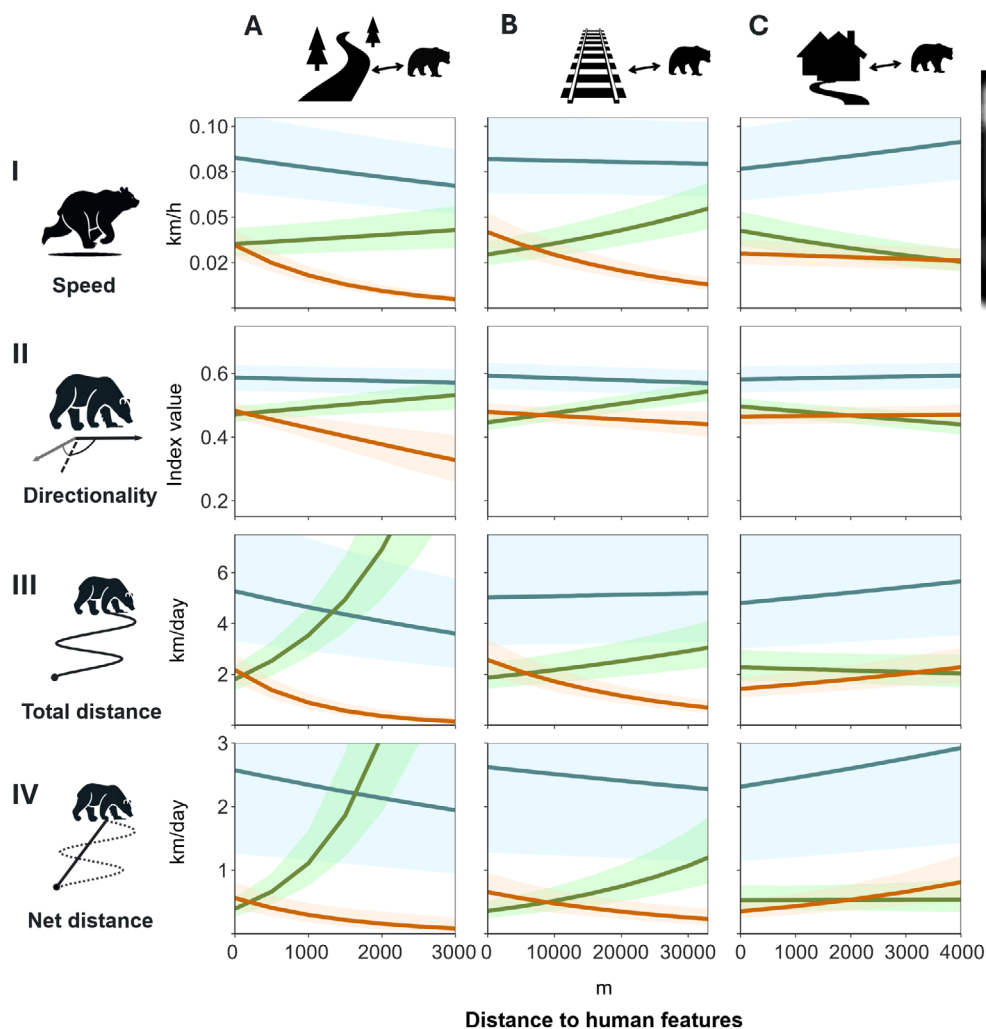 A B C
I
Speed
km/h
0.10
0.08
0.05
0.02
II
Directionality
Index value
0.6
0.4
0.2
III
Total distance
km/day
6
4
2
IV
Net distance
km/day
3
2
1
0 1000 2000 3000 0 10000 20000 30000 0 1000 2000 3000 4000
m
Distance to human features